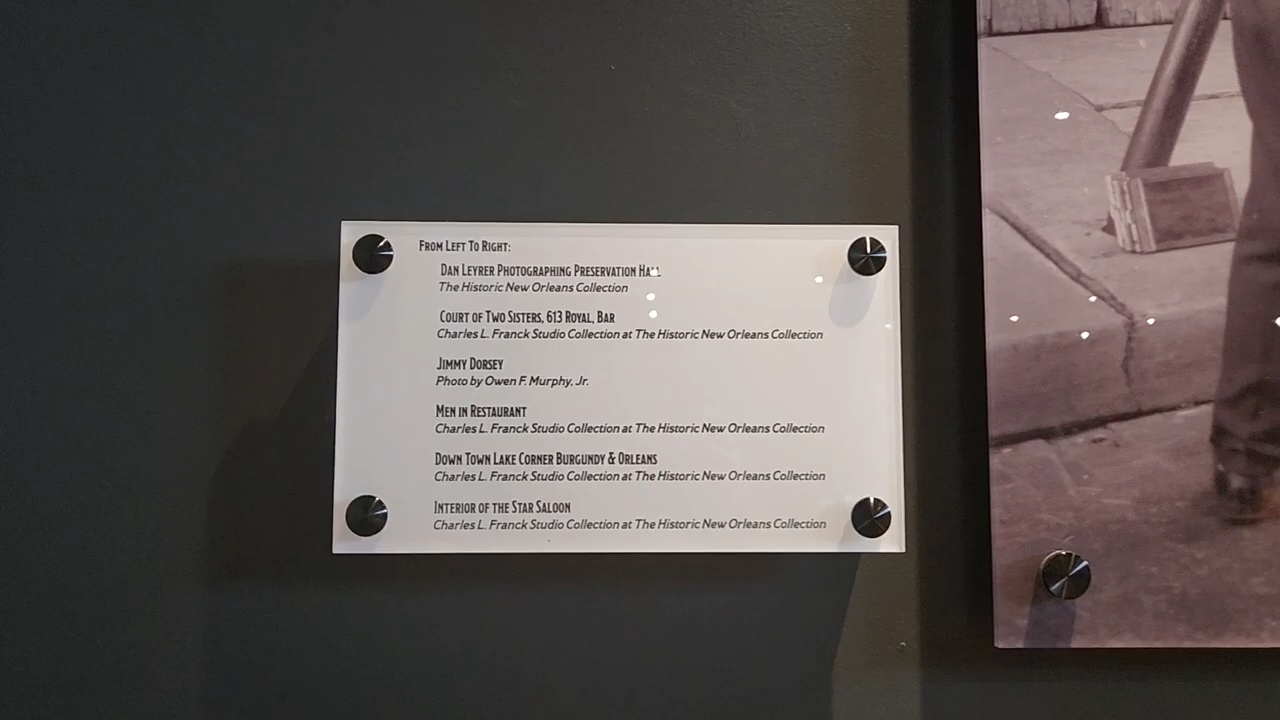 From Left To Right:
Dan Leyrer Photographing Preservation Hall
The Historic New Orleans Collection
Court of Two Sisters, 613 Royal, Bar
Charles L. Franck Studio Collection at The Historic New Orleans Collection
Jimmy Dorsey
Photo by Owen F. Murphy, Jr.
Men in Restaurant
Charles L. Franck Studio Collection at The Historic New Orleans Collection
Down Town Lake Corner Burgundy & Orleans
Charles L. Franck Studio Collection at The Historic New Orleans Collection
Interior of the Star Saloon
Charles L. Franck Studio Collection at The Historic New Orleans Collection